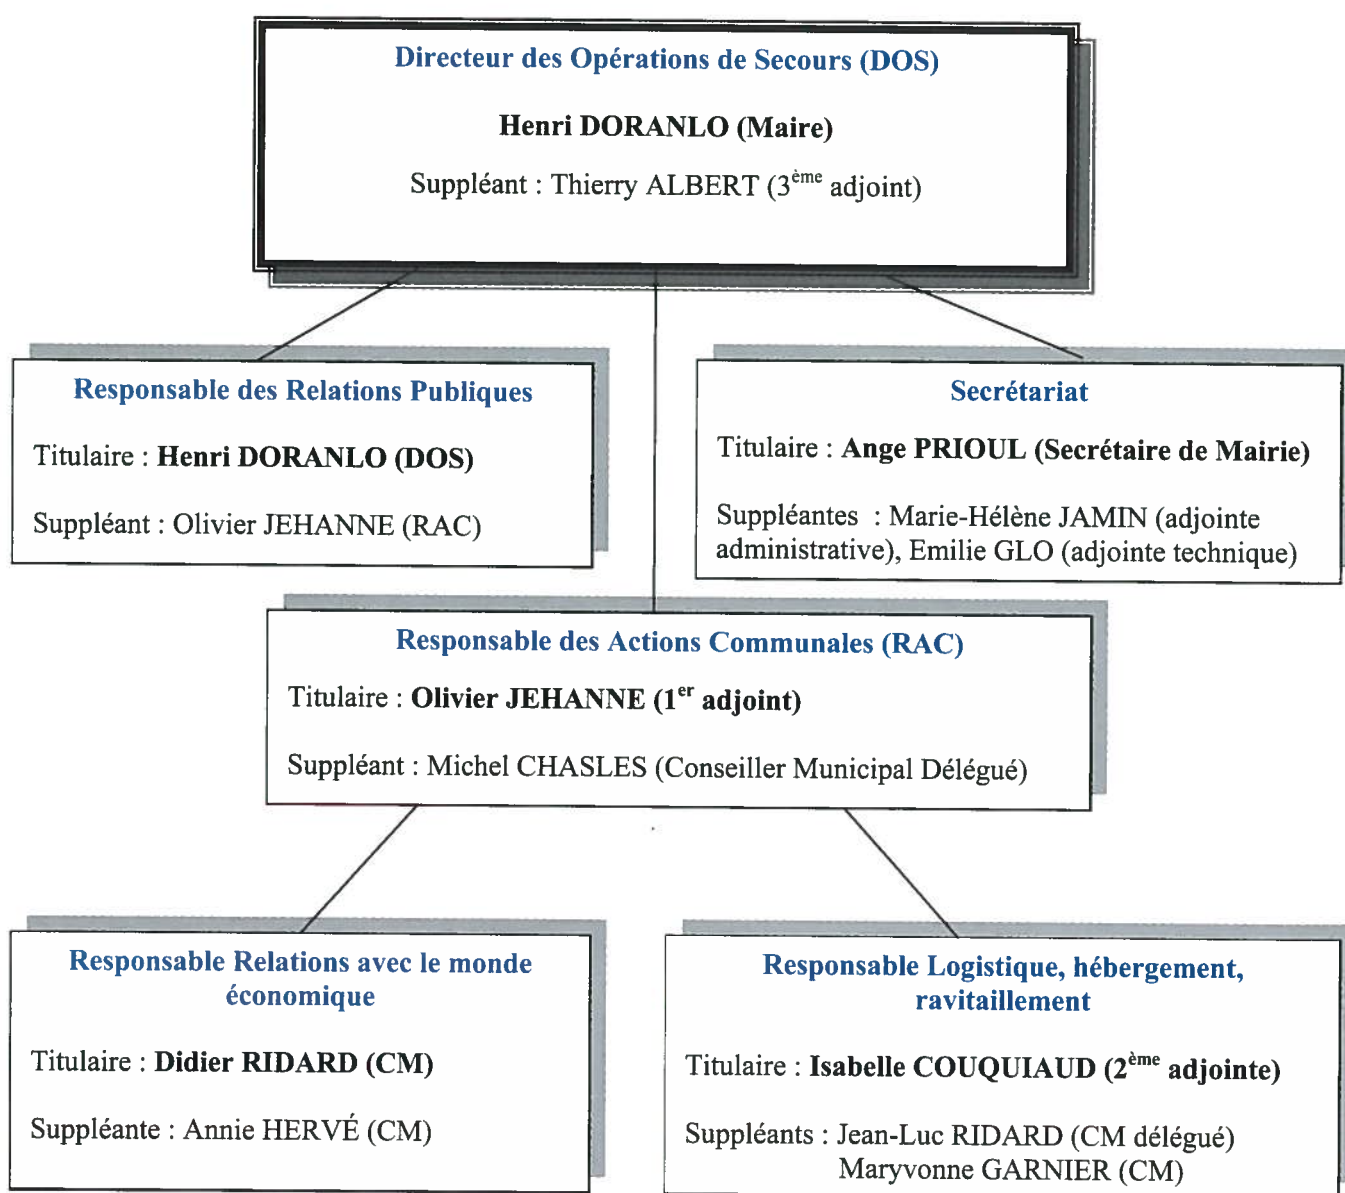 Directeur des Opérations de Secours (DOS)
Henri DORANLO (Maire)
Suppléant : Thierry ALBERT (3ème adjoint)
Responsable des Relations Publiques
Titulaire : Henri DORANLO (DOS)
Suppléant : Olivier JEHANNE (RAC)
Secrétariat
Titulaire : Ange PRIOUL (Secrétaire de Mairie)
Suppléantes : Marie-Hélène JAMIN (adjointe
administrative), Emilie GLO (adjointe technique)
Responsable des Actions Communales (RAC)
Titulaire : Olivier JEHANNE (1er adjoint)
Suppléant : Michel CHASLES (Conseiller Municipal Délégué)
Responsable Relations avec le monde
économique
Titulaire : Didier RIDARD (CM)
Suppléante : Annie HERVÉ (CM)
Responsable Logistique, hébergement,
ravitaillement
Titulaire : Isabelle COUQUIAUD (2ème adjointe)
Suppléants : Jean-Luc RIDARD (CM délégué)
Maryvonne GARNIER (CM)